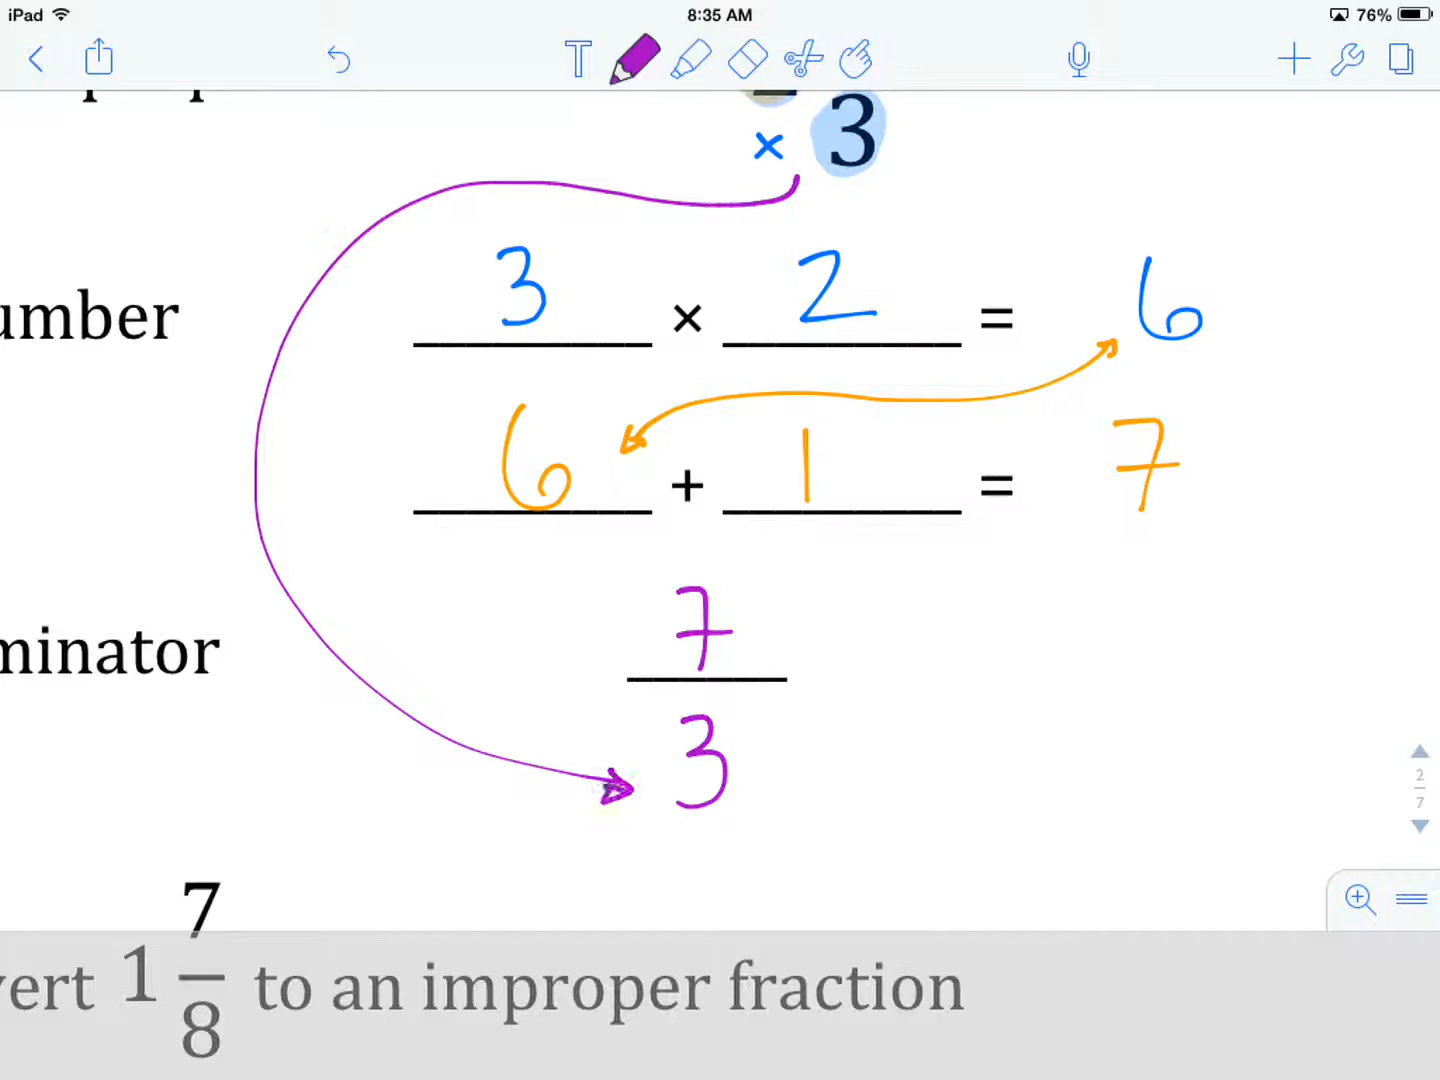 iPad 8:35 AM 76%
T
× 3
3 × 2 = 6
umber
6 + 1 = 7
7
minator
3
2
7
7
vert 1 — to an improper fraction
8